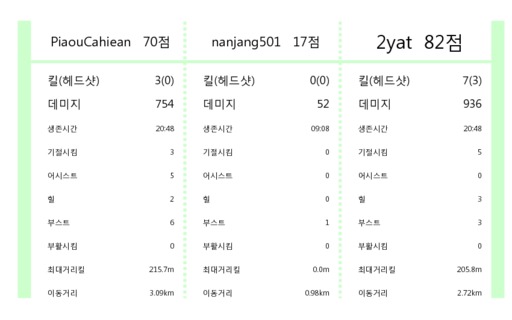 PiaouCahiean 70점 nanjang501 17점 2yat 82점
킬(헤드샷) 3(0) 킬(헤드샷) 0(0) 킬(헤드샷) 7(3)
데미지 754 데미지 52 데미지 936
생존시간 20:48 생존시간 09:08 생존시간 20:48
기절시킴 3 기절시킴 0 기절시킴 5
어시스트 5 어시스트 0 어시스트 0
힐 2 힐 0 힐 3
부스트 6 부스트 1 부스트 3
부활시킴 0 부활시킴 0 부활시킴 0
최대거리킬 215.7m 최대거리킬 0.0m 최대거리킬 205.8m
이동거리 3.09km 이동거리 0.98km 이동거리 2.72km